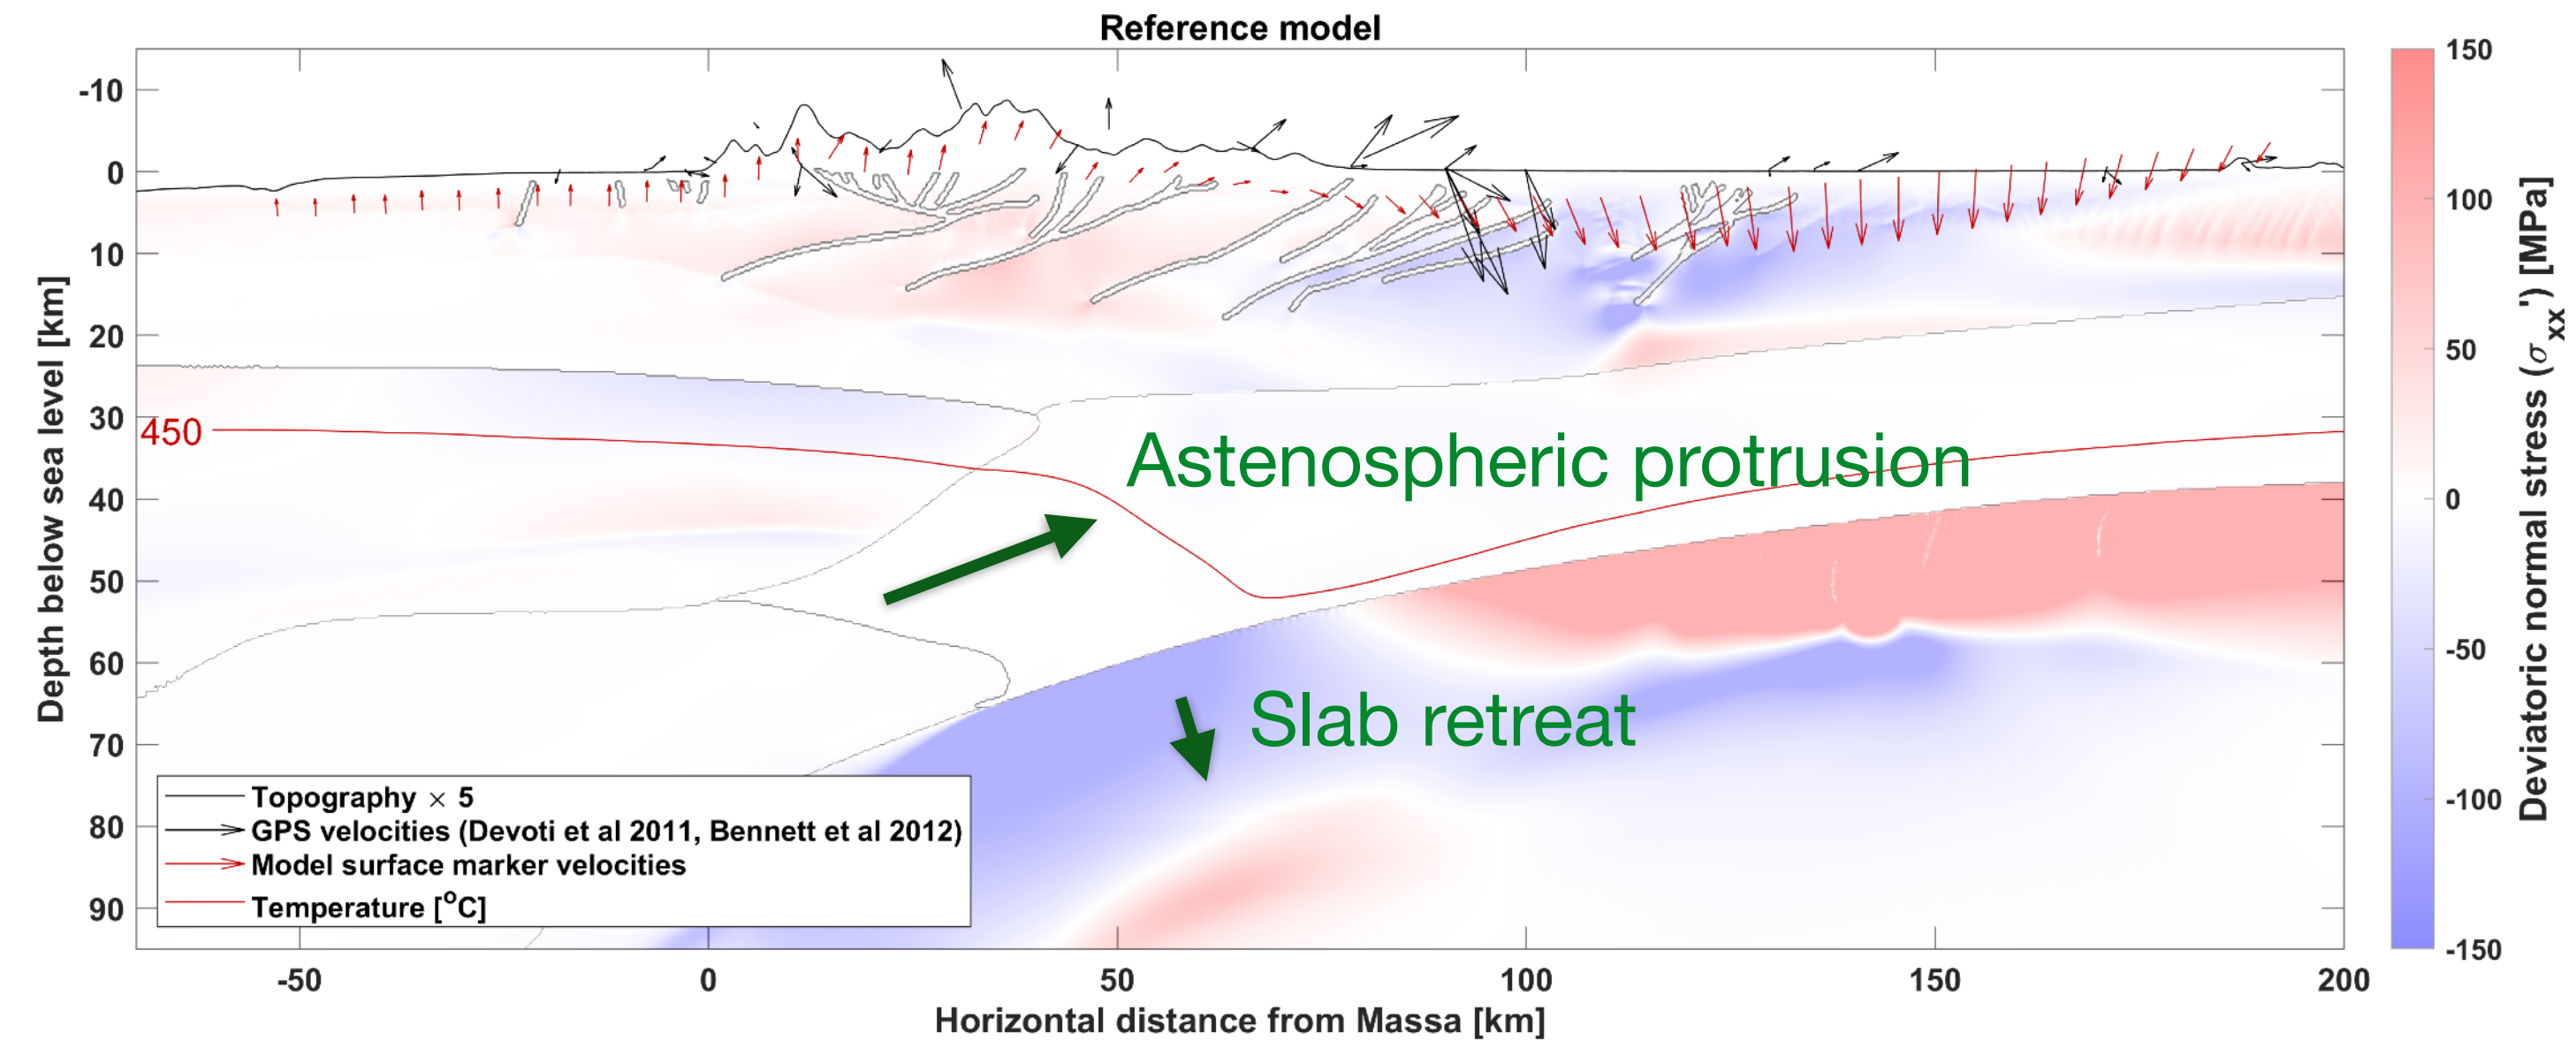 Reference model
-10
0
10
20
30
40
50
60
70
80
90
Depth below sea level [km]
450
Astenospheric protrusion
Slab retreat
Topography × 5
GPS velocities (Devoti et al 2011, Bennett et al 2012)
Model surface marker velocities
Temperature [°C]
-50
0
50
100
150
200
Horizontal distance from Massa [km]
150
100
50
0
-50
-100
-150
Deviatoric normal stress (σxx') [MPa]